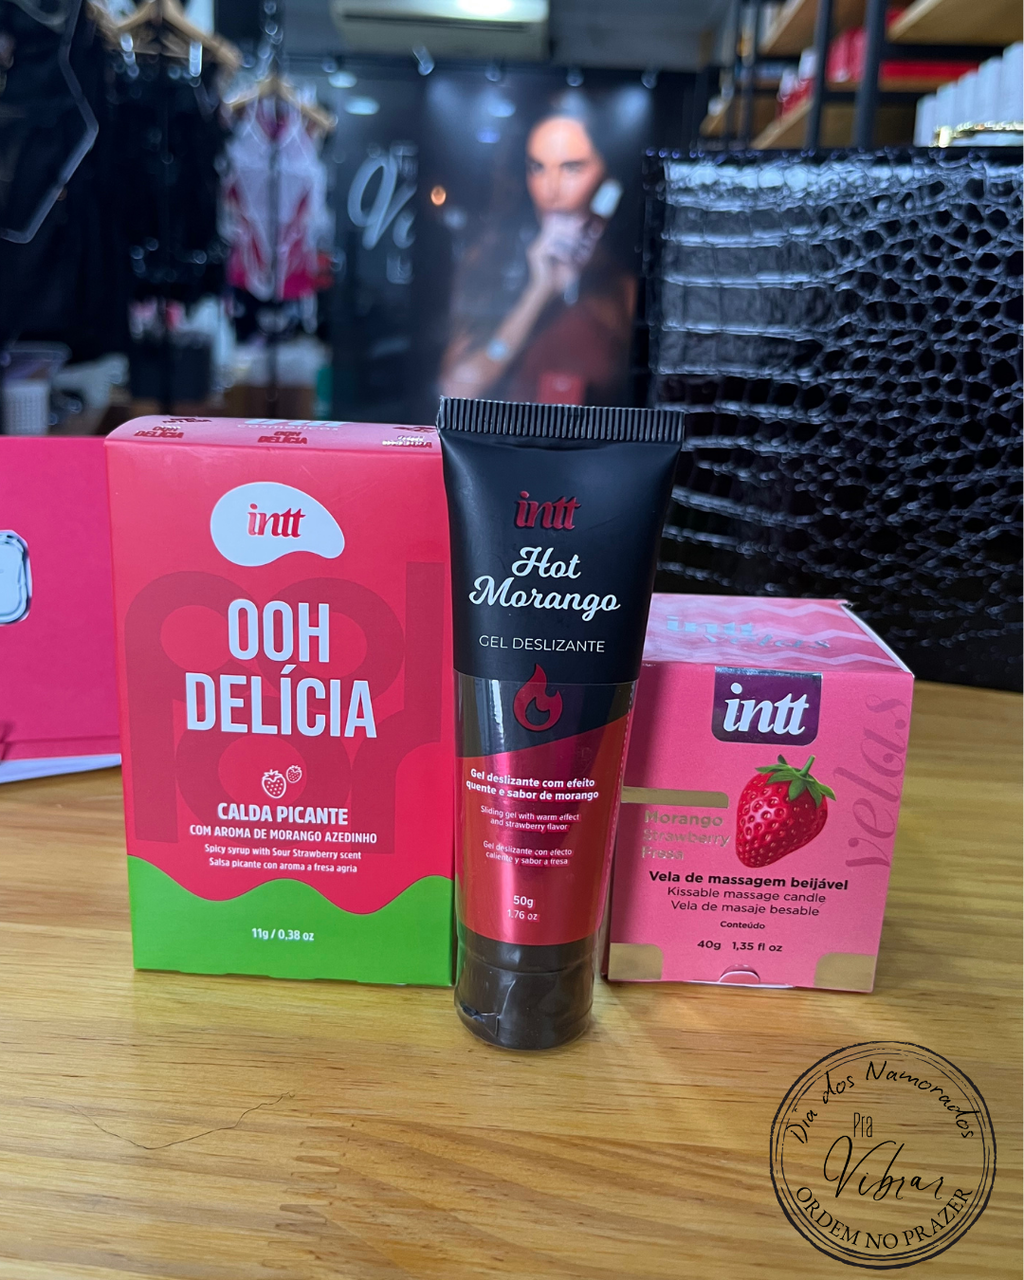 DELÍCIA
DELÍCIA
intt
OOH
DELÍCIA
CALDA PICANTE
COM AROMA DE MORANGO AZEDINHO
Spicy syrup with Sour Strawberry scent
Salsa picante con aroma a fresa agria
11g / 0,38 oz
intt
Hot
Morango
GEL DESLIZANTE
Gel deslizante com efeito
quente e sabor de morango
Sliding gel with warm effect
and strawberry flavor
Gel deslizante con efecto
caliente y sabor a fresa
50g
1.76 oz
intt
intt
velas
Morango
Strawberry
Fresa
Vela de massagem beijável
Kissable massage candle
Vela de masaje besable
Conteúdo
40g 1,35 fl oz
Dia dos Namorados
Pra
Vibrar
ORDEM NO PRAZER